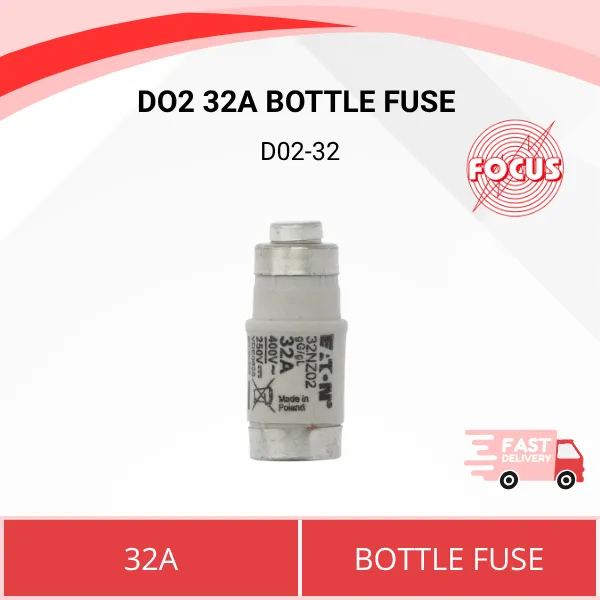 DO2 32A BOTTLE FUSE
D02-32
FOCUS
EATON®
32NZ02
gG/gL
32A
400V~
250V
Made in
Poland
FAST
DELIVERY
32A
BOTTLE FUSE